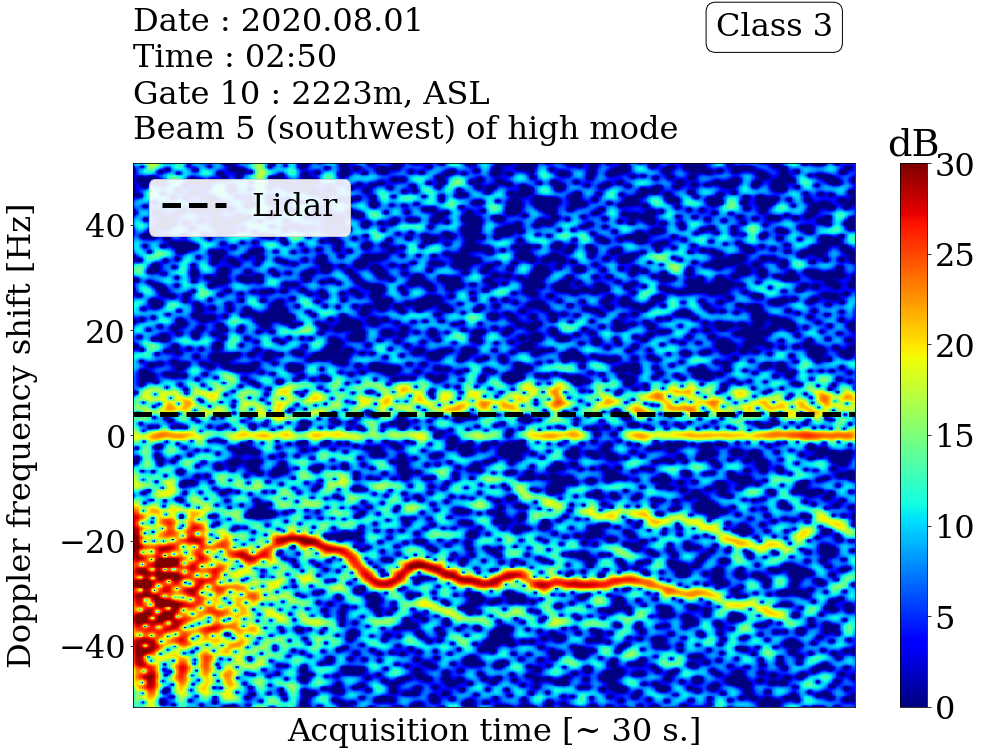 Date : 2020.08.01
Time : 02:50
Gate 10 : 2223m, ASL
Beam 5 (southwest) of high mode
Class 3
dB
Lidar
Doppler frequency shift [Hz]
40
20
0
−20
−40
Acquisition time [~ 30 s.]
30
25
20
15
10
5
0